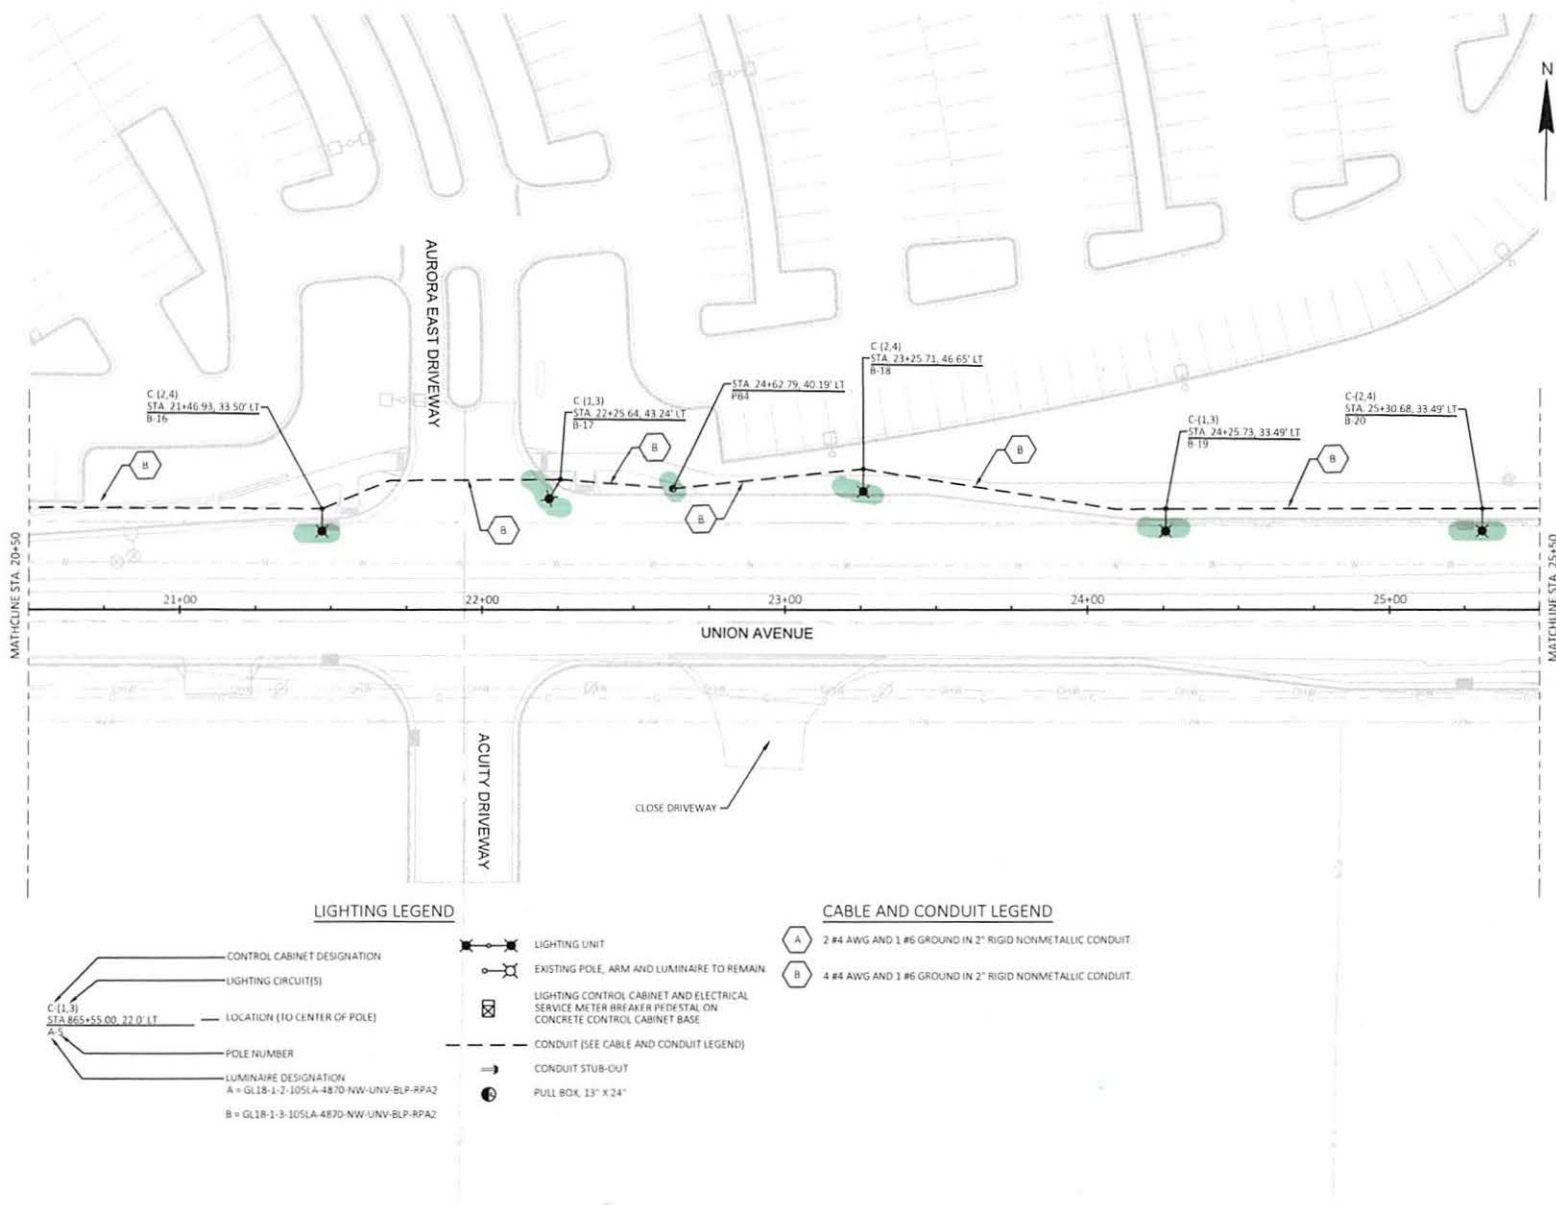 N
AURORA EAST DRIVEWAY
C (2,4)
STA. 21+46.93, 33.50' LT
B-16
C (1,3)
STA. 22+25.64, 43.24' LT
B-17
STA. 24+62.79, 40.19' LT
PB4
C (2,4)
STA. 23+25.71, 46.65' LT
B-18
C-(1,3)
STA. 24+25.73, 33.49' LT
B-19
C-(2,4)
STA. 25+30.68, 33.49' LT
B-20
B
B
B
B
B
B
MATHCLINE STA. 20+50
MATCHLINE STA. 25+50
21+00
22+00
23+00
24+00
25+00
UNION AVENUE
ACUITY DRIVEWAY
CLOSE DRIVEWAY
LIGHTING LEGEND
CONTROL CABINET DESIGNATION
LIGHTING CIRCUIT(S)
C-(1,3)
STA 865+55.00, 22.0' LT
A-5
LOCATION (TO CENTER OF POLE)
POLE NUMBER
LUMINAIRE DESIGNATION
A = GL18-1-2-105LA-4870-NW-UNV-BLP-RPA2
B = GL18-1-3-105LA-4870-NW-UNV-BLP-RPA2
LIGHTING UNIT
EXISTING POLE, ARM AND LUMINAIRE TO REMAIN.
LIGHTING CONTROL CABINET AND ELECTRICAL
SERVICE METER BREAKER PEDESTAL ON
CONCRETE CONTROL CABINET BASE
CONDUIT (SEE CABLE AND CONDUIT LEGEND)
CONDUIT STUB-OUT
PULL BOX, 13" X 24"
CABLE AND CONDUIT LEGEND
A
2 #4 AWG AND 1 #6 GROUND IN 2" RIGID NONMETALLIC CONDUIT.
B
4 #4 AWG AND 1 #6 GROUND IN 2" RIGID NONMETALLIC CONDUIT.